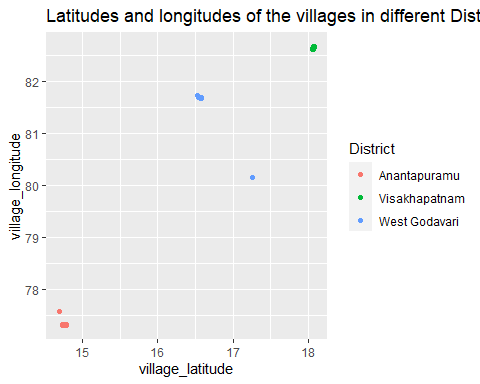 Latitudes and longitudes of the villages in different Dist
82
81
80
79
78
village_longitude
15
16
17
18
village_latitude
District
Anantapuramu
Visakhapatnam
West Godavari